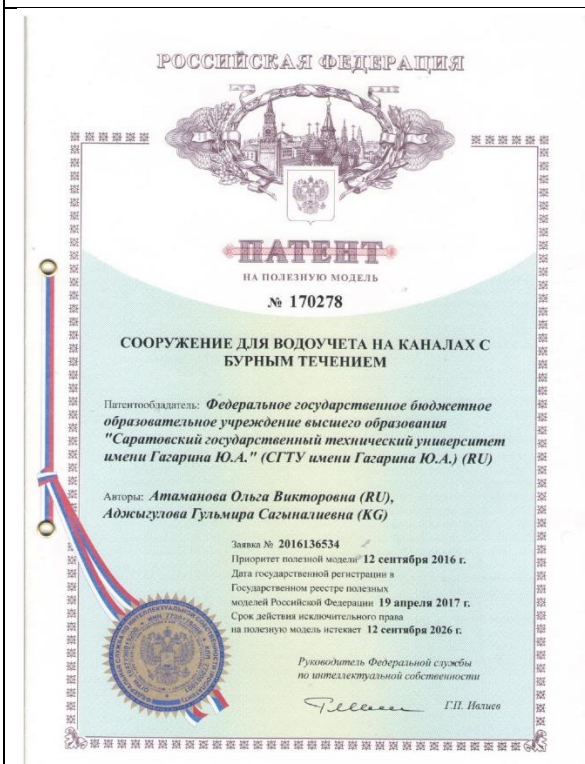 РОССИЙСКАЯ ФЕДЕРАЦИЯ
ПАТЕНТ
НА ПОЛЕЗНУЮ МОДЕЛЬ
№ 170278
СООРУЖЕНИЕ ДЛЯ ВОДОУЧЕТА НА КАНАЛАХ С
БУРНЫМ ТЕЧЕНИЕМ
Патентообладатель: Федеральное государственное бюджетное
образовательное учреждение высшего образования
"Саратовский государственный технический университет
имени Гагарина Ю.А." (СГТУ имени Гагарина Ю.А.) (RU)
Авторы: Атаманова Ольга Викторовна (RU),
Аджыгулова Гульмира Сагыналиевна (KG)
Заявка № 2016136534
Приоритет полезной модели 12 сентября 2016 г.
Дата государственной регистрации в
Государственном реестре полезных
моделей Российской Федерации 19 апреля 2017 г.
Срок действия исключительного права
на полезную модель истекает 12 сентября 2026 г.
Руководитель Федеральной службы
по интеллектуальной собственности
Г.П. Ивлиев